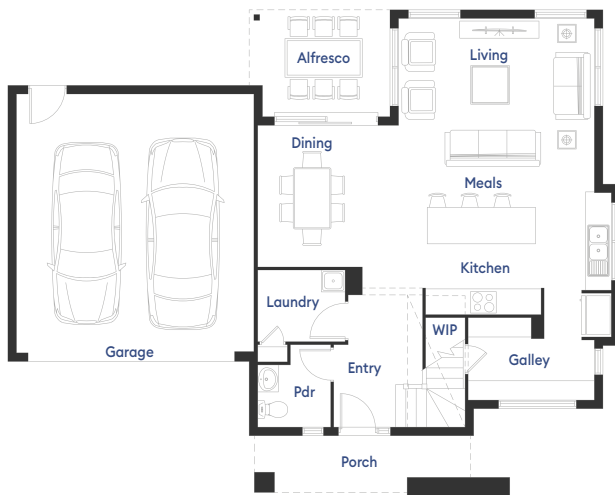 Alfresco
Living
Dining
Meals
Kitchen
Laundry
WIP
Garage
Entry
Galley
Pdr
Porch